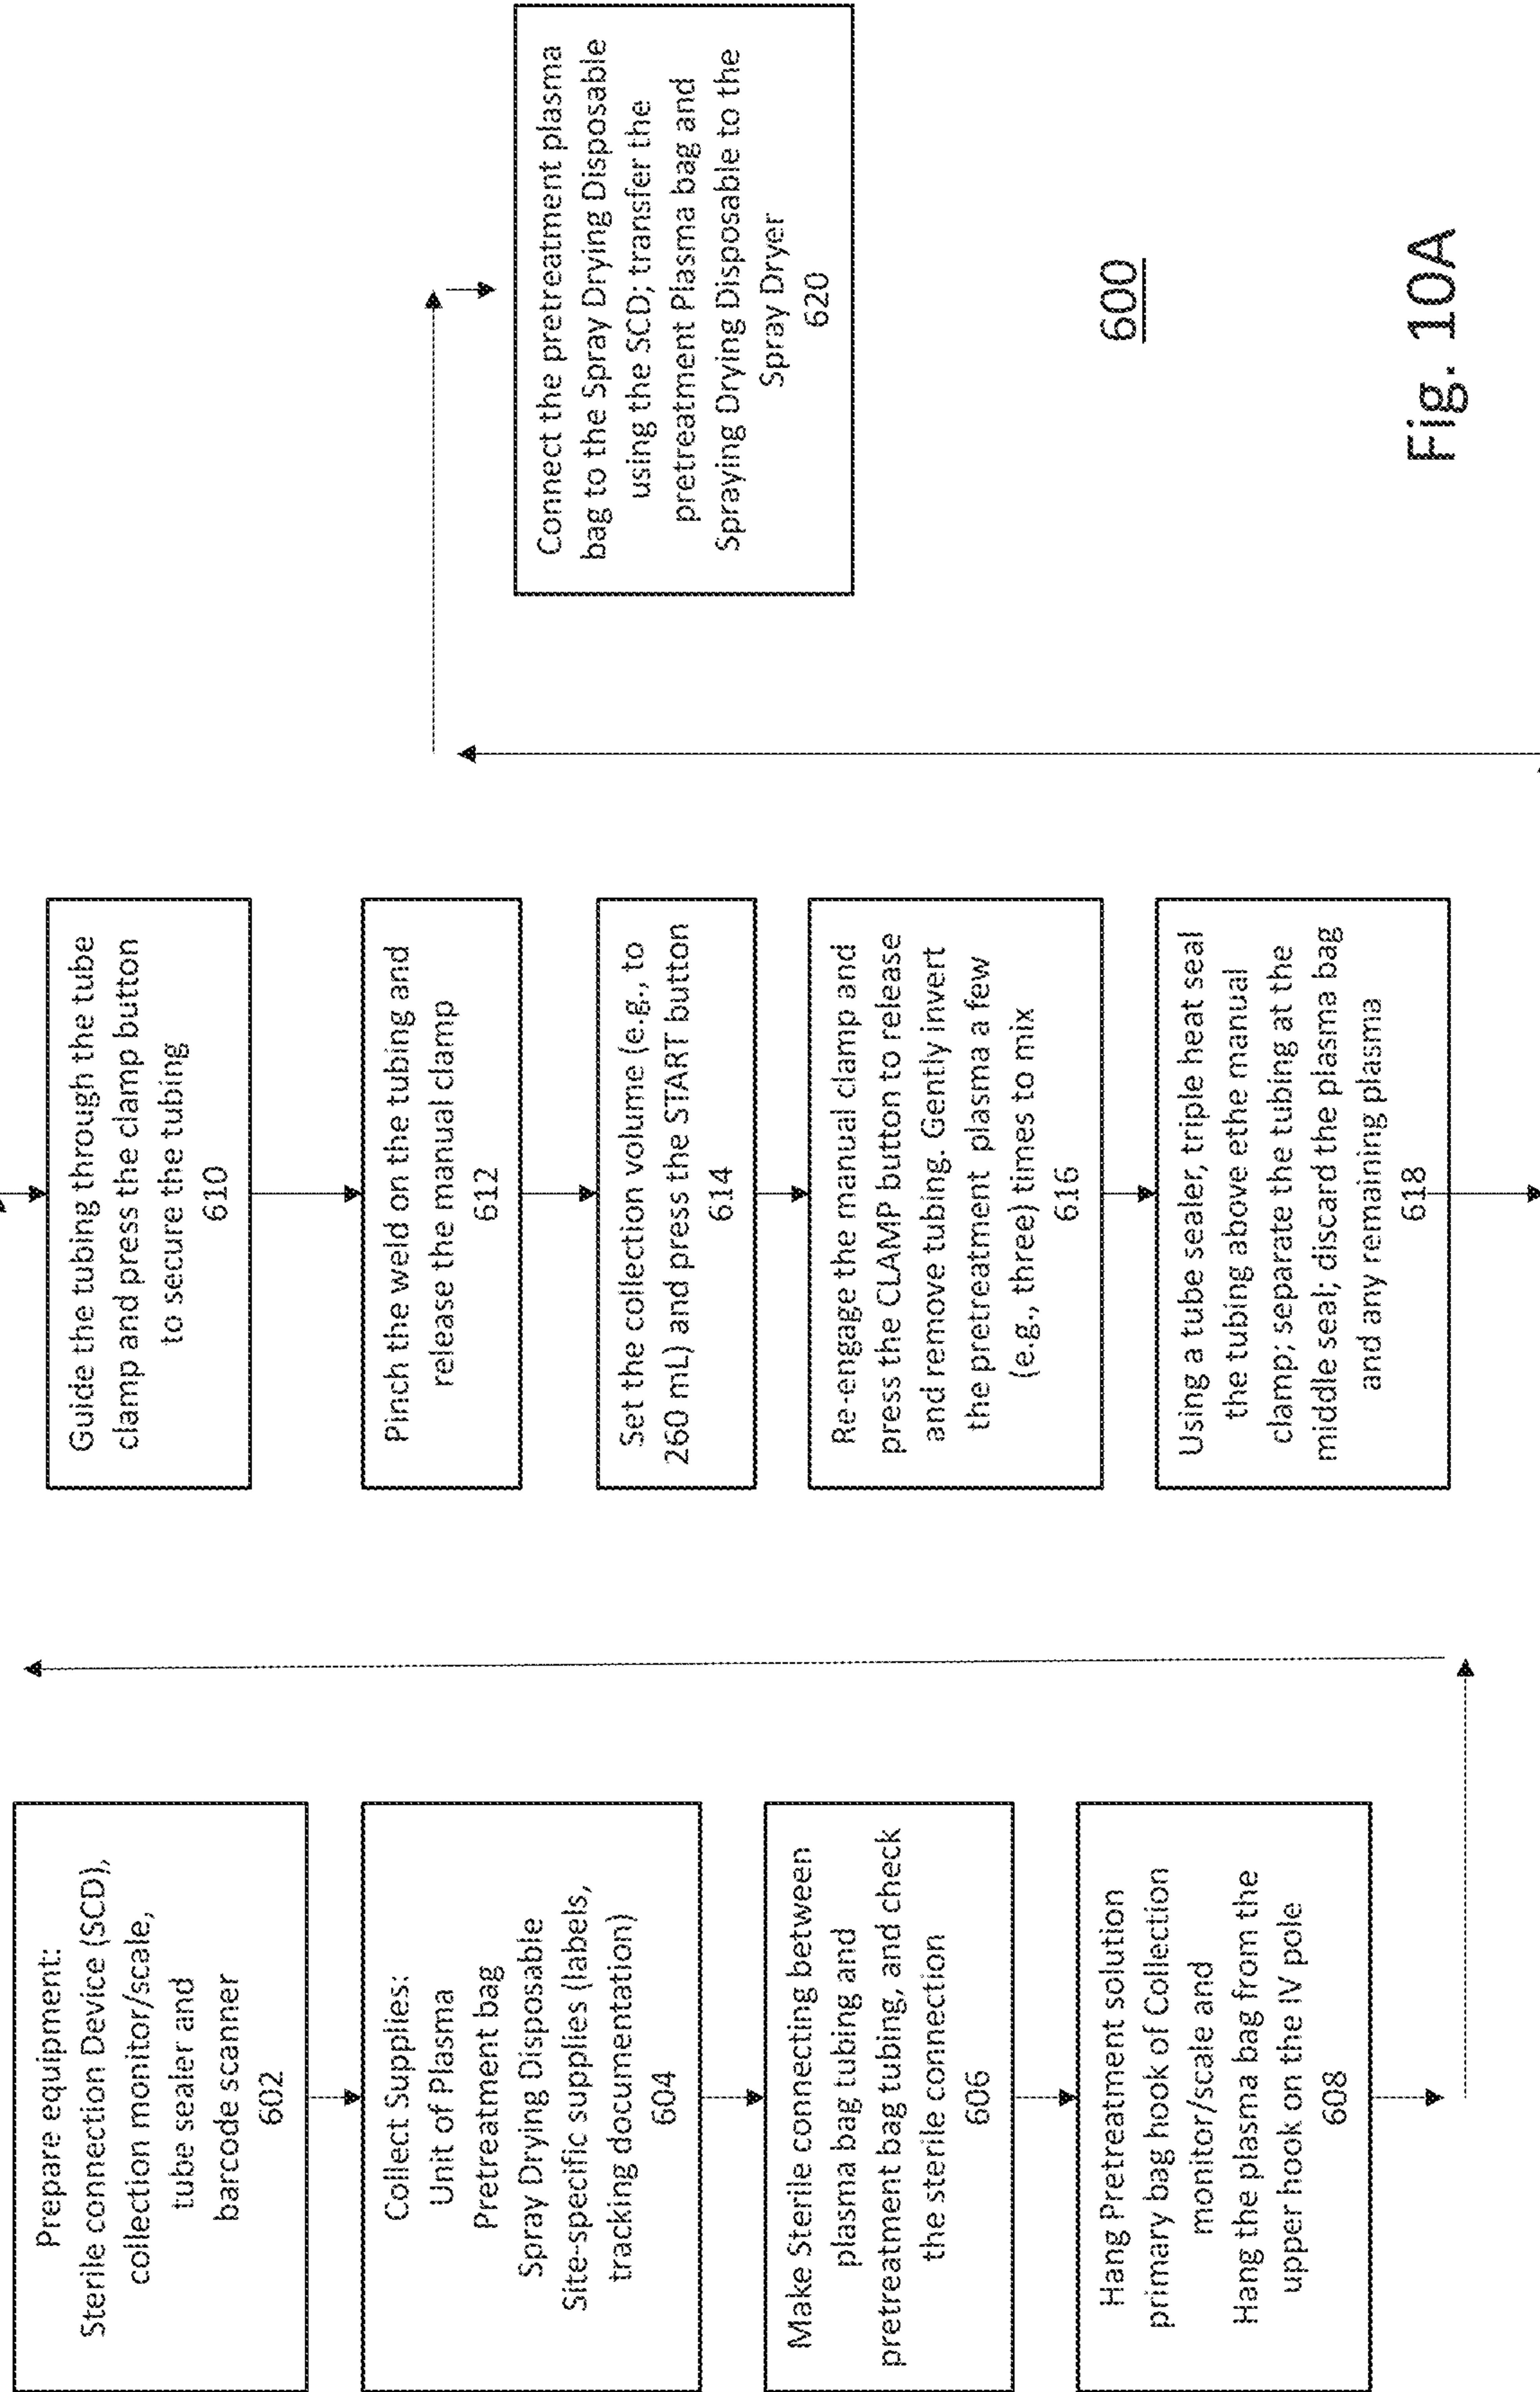 Prepare equipment:
Sterile connection Device (SCD),
collection monitor/scale,
tube sealer and
barcode scanner
602
Collect Supplies:
Unit of Plasma
Pretreatment bag
Spray Drying Disposable
Site-specific supplies (labels,
tracking documentation)
604
Make Sterile connecting between
plasma bag tubing and
pretreatment bag tubing, and check
the sterile connection
606
Hang Pretreatment solution
primary bag hook of Collection
monitor/scale and
Hang the plasma bag from the
upper hook on the IV pole
608
Guide the tubing through the tube
clamp and press the clamp button
to secure the tubing
610
Pinch the weld on the tubing and
release the manual clamp
612
Set the collection volume (e.g., to
260 mL) and press the START button
614
Re-engage the manual clamp and
press the CLAMP button to release
and remove tubing. Gently invert
the pretreatment plasma a few
(e.g., three) times to mix
616
Using a tube sealer, triple heat seal
the tubing above ethe manual
clamp; separate the tubing at the
middle seal; discard the plasma bag
and any remaining plasma
618
Connect the pretreatment plasma
bag to the Spray Drying Disposable
using the SCD; transfer the
pretreatment Plasma bag and
Spraying Drying Disposable to the
Spray Dryer
620
600
Fig. 10A